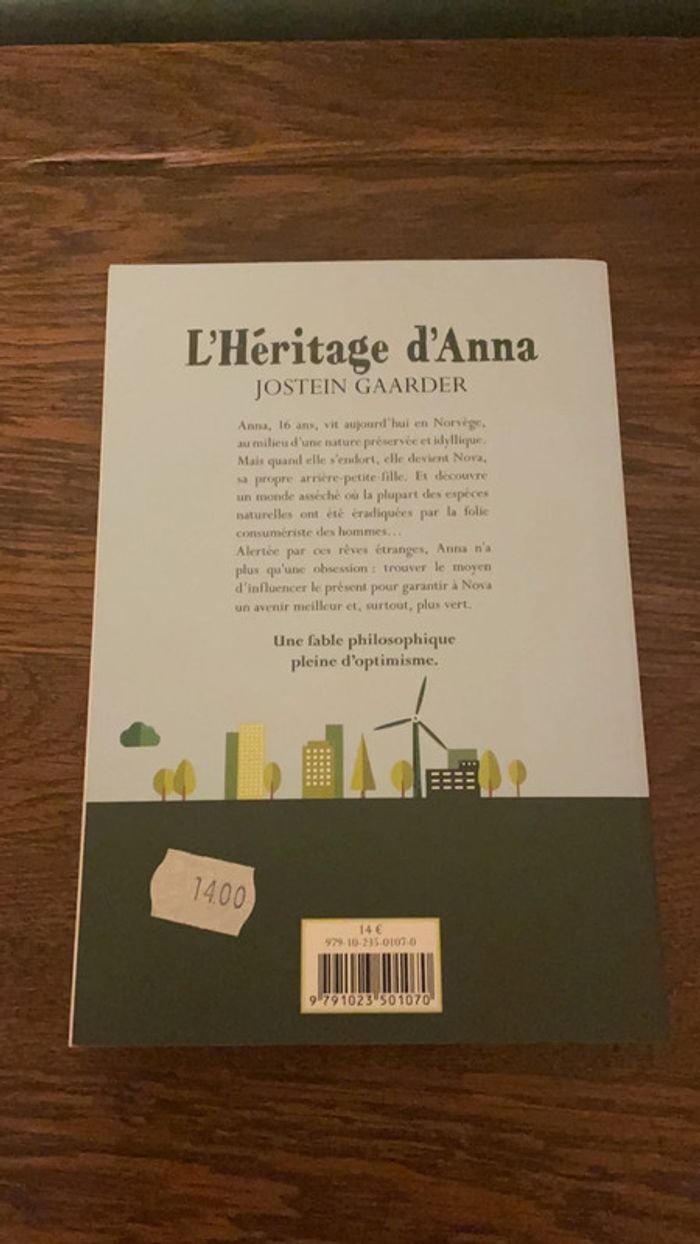 L'Héritage d'Anna
JOSTEIN GAARDER
Anna, 16 ans, vit aujourd'hui en Norvège,
au milieu d'une nature préservée et idyllique.
Mais quand elle s'endort, elle devient Nova,
sa propre arrière-petite-fille. Et découvre
un monde asséché où la plupart des espèces
naturelles ont été éradiquées par la folie
consumériste des hommes...
Alertée par ces rêves étranges, Anna n'a
plus qu'une obsession : trouver le moyen
d'influencer le présent pour garantir à Nova
un avenir meilleur et, surtout, plus vert.
Une fable philosophique
pleine d'optimisme.
14.00
14 €
979-10-235-0107-0
9 791023 501070